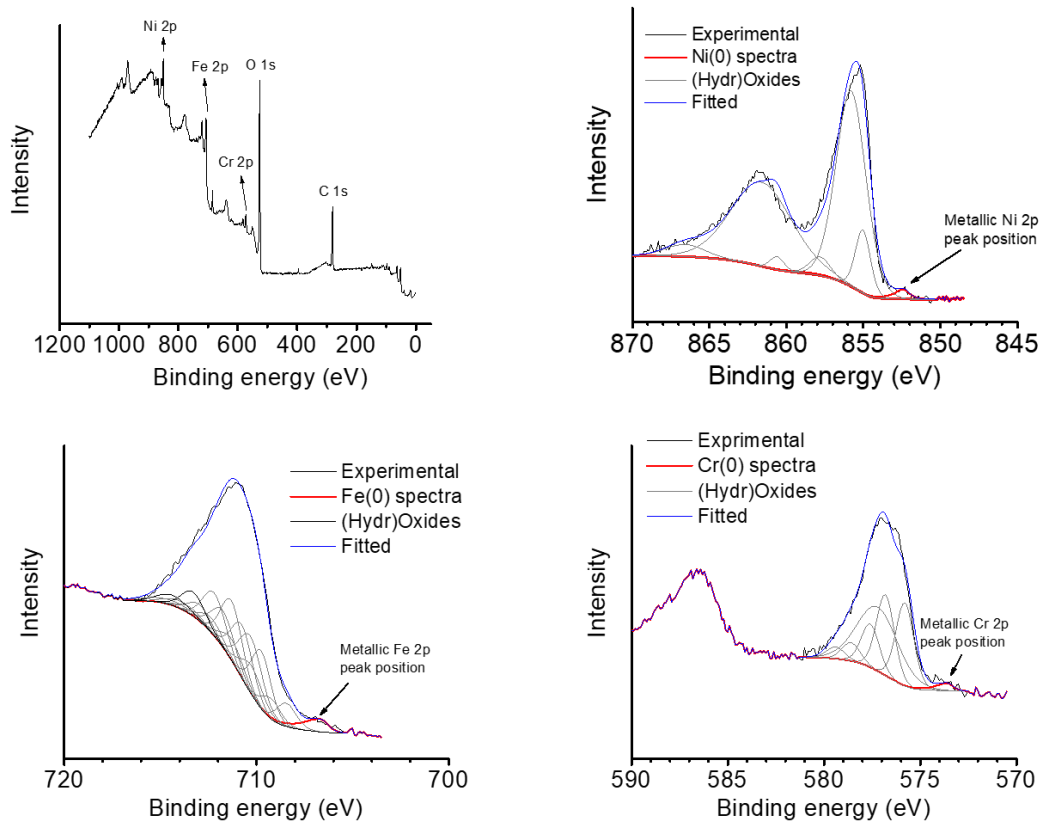 Ni 2p
Fe 2p
O 1s
Cr 2p
C 1s
Intensity
1200 1000 800 600 400 200 0
Binding energy (eV)
Experimental
Ni(0) spectra
(Hydr)Oxides
Fitted
Metallic Ni 2p
peak position
Intensity
870 865 860 855 850 845
Binding energy (eV)
Experimental
Fe(0) spectra
(Hydr)Oxides
Fitted
Metallic Fe 2p
peak position
Intensity
720 710 700
Binding energy (eV)
Exprimental
Cr(0) spectra
(Hydr)Oxides
Fitted
Metallic Cr 2p
peak position
Intensity
590 585 580 575 570
Binding energy (eV)